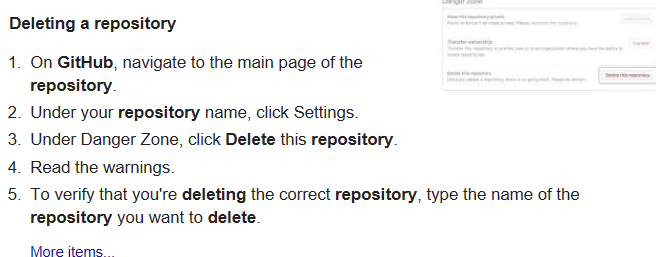 Danger Zone
Deleting a repository
Transfer ownership
Delete this repository
Delete this repository
1. On GitHub, navigate to the main page of the
repository.
2. Under your repository name, click Settings.
3. Under Danger Zone, click Delete this repository.
4. Read the warnings.
5. To verify that you're deleting the correct repository, type the name of the
repository you want to delete.
More items...